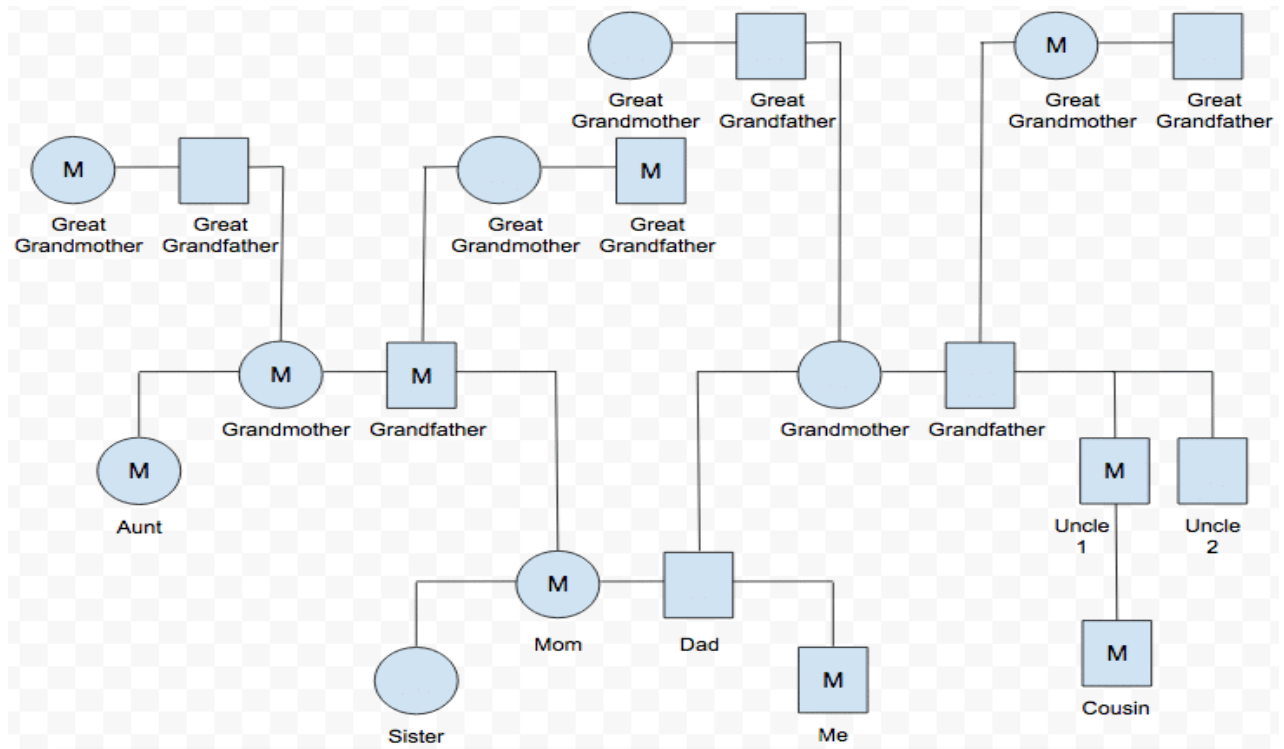 M
Great
Grandmother
Great
Grandfather
M
Great
Grandmother
Great
Grandfather
M
Great
Grandmother
Great
Grandfather
M
Great
Grandmother
Great
Grandfather
M
Grandmother
M
Grandfather
Grandmother
Grandfather
M
Aunt
M
Uncle
1
Uncle
2
M
Mom
Dad
Sister
M
Me
M
Cousin